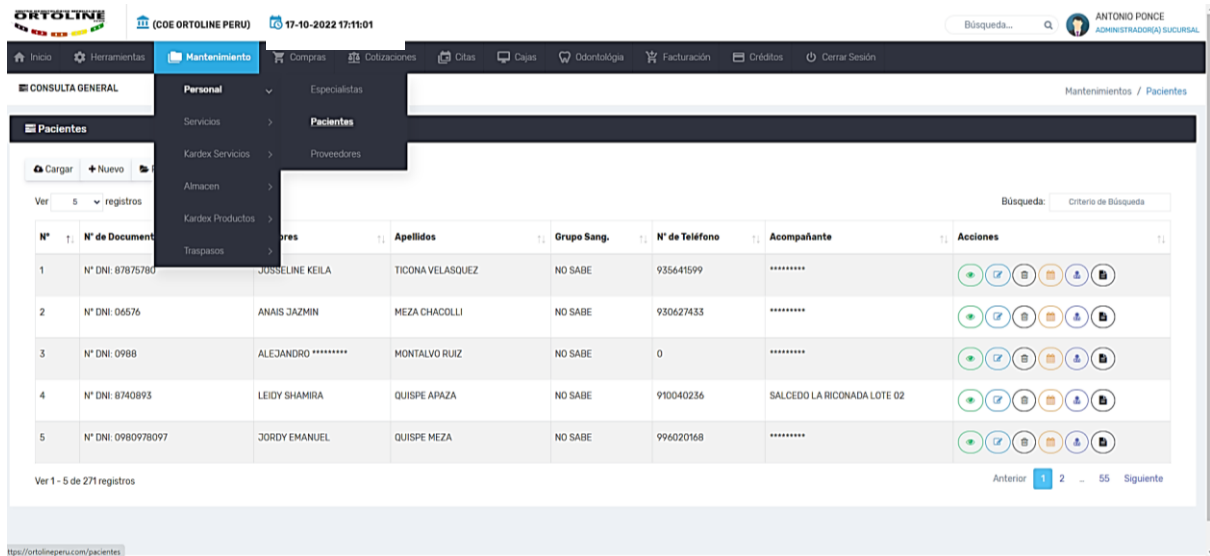 ORTOLINE
(COE ORTOLINE PERU) 17-10-2022 17:11:01 Búsqueda... ANTONIO PONCE
ADMINISTRADOR(A) SUCURSAL
Inicio Herramientas Mantenimiento Compras Cotizaciones Citas Cajas Odontológia Facturación Créditos Cerrar Sesión
CONSULTA GENERAL Personal Especialistas Mantenimientos / Pacientes
Pacientes Servicios Pacientes
Cargar Nuevo Kardex Servicios Proveedores
Almacen
Ver 5 registros Búsqueda: Criterio de Búsqueda
Kardex Productos
N° N° de Document Apellidos Grupo Sang. N° de Teléfono Acompañante Acciones
Traspasos
1 N° DNI: 87875780 JOSSELINE KEILA TICONA VELASQUEZ NO SABE 935641599 *********
2 N° DNI: 06576 ANAIS JAZMIN MEZA CHACOLLI NO SABE 930627433 *********
3 N° DNI: 0988 ALEJANDRO ********* MONTALVO RUIZ NO SABE 0 *********
4 N° DNI: 8740893 LEIDY SHAMIRA QUISPE APAZA NO SABE 910040236 SALCEDO LA RICONADA LOTE 02
5 N° DNI: 0980978097 JORDY EMANUEL QUISPE MEZA NO SABE 996020168 *********
Ver 1 - 5 de 271 registros Anterior 1 2 ... 55 Siguiente
ttps://ortolineperu.com/pacientes